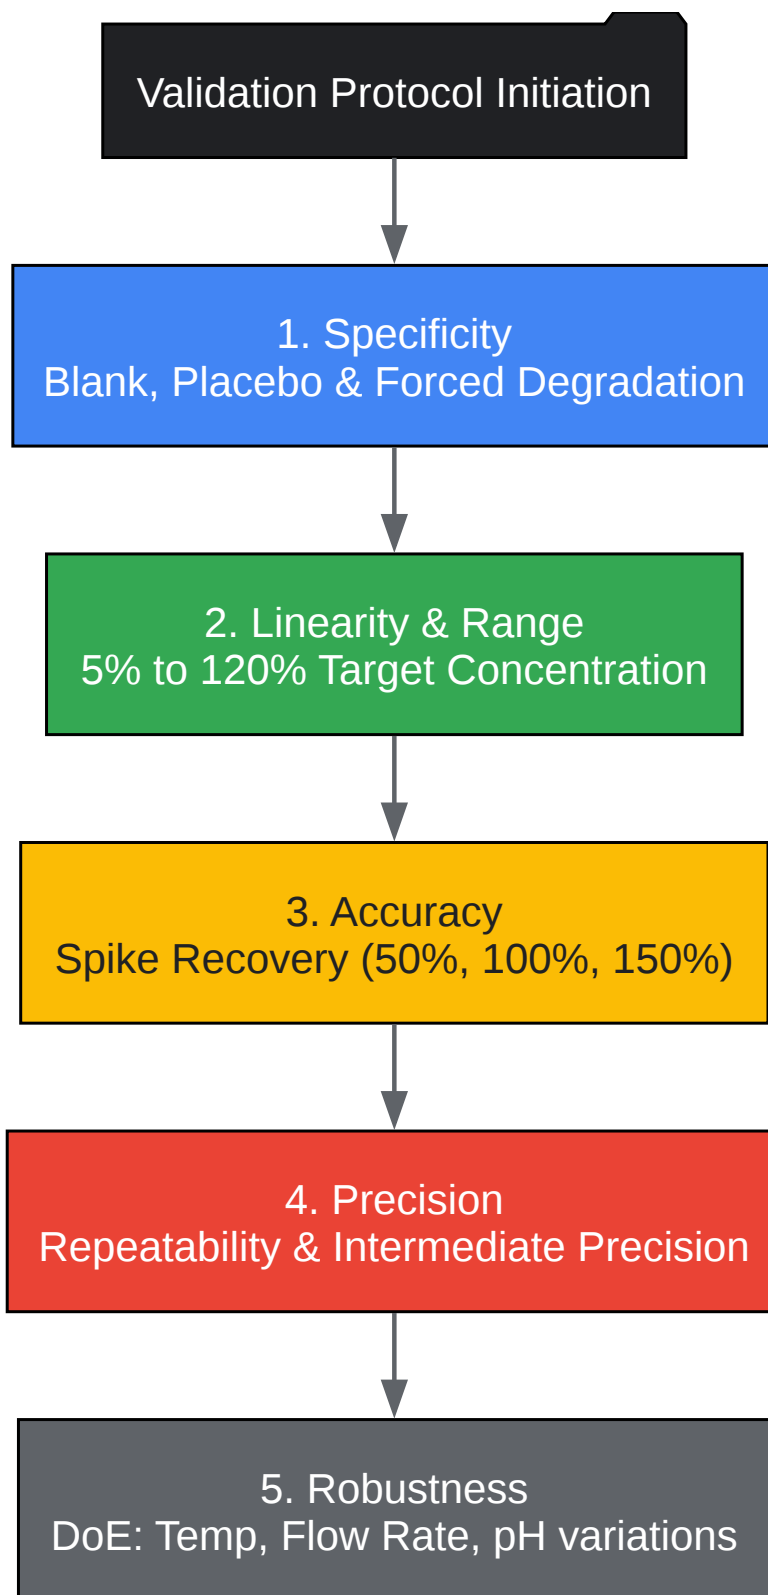 Validation Protocol Initiation
1. Specificity
Blank, Placebo & Forced Degradation
2. Linearity & Range
5% to 120% Target Concentration
3. Accuracy
Spike Recovery (50%, 100%, 150%)
4. Precision
Repeatability & Intermediate Precision
5. Robustness
DoE: Temp, Flow Rate, pH variations